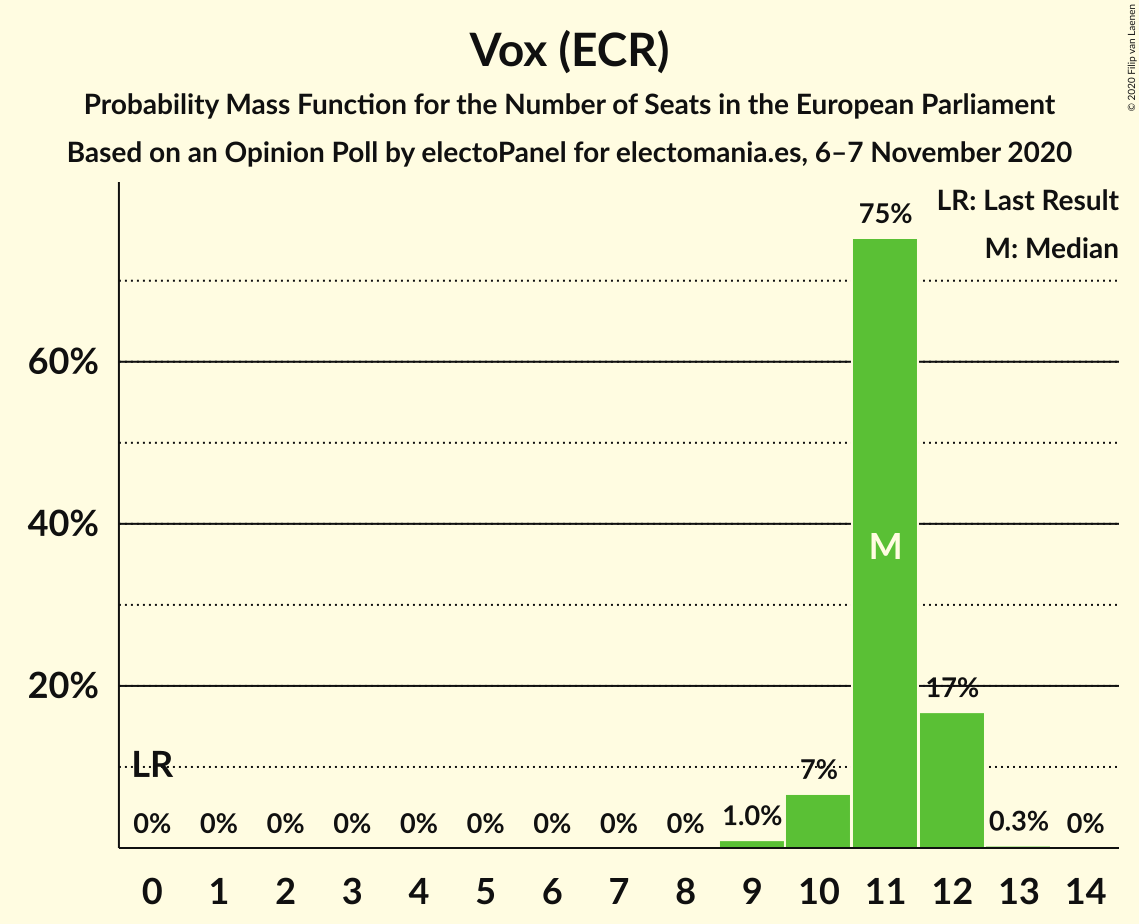 Vox (ECR)
Probability Mass Function for the Number of Seats in the European Parliament
Based on an Opinion Poll by electoPanel for electomania.es, 6–7 November 2020
© 2020 Filip van Laenen
LR: Last Result
M: Median
75%
60%
40%
M
20%
17%
LR
7%
0% 0% 0% 0% 0% 0% 0% 0% 0% 1.0% 0.3% 0%
0 1 2 3 4 5 6 7 8 9 10 11 12 13 14